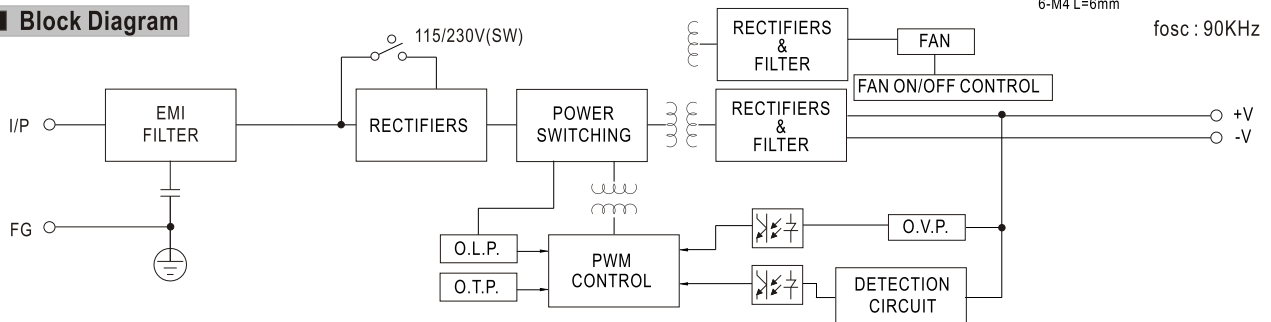 6-M4 L=6mm
Block Diagram
fosc : 90KHz
115/230V(SW)
RECTIFIERS
&
FILTER
FAN
FAN ON/OFF CONTROL
I/P
EMI
FILTER
RECTIFIERS
POWER
SWITCHING
RECTIFIERS
&
FILTER
+V
-V
FG
O.L.P.
O.T.P.
PWM
CONTROL
O.V.P.
DETECTION
CIRCUIT